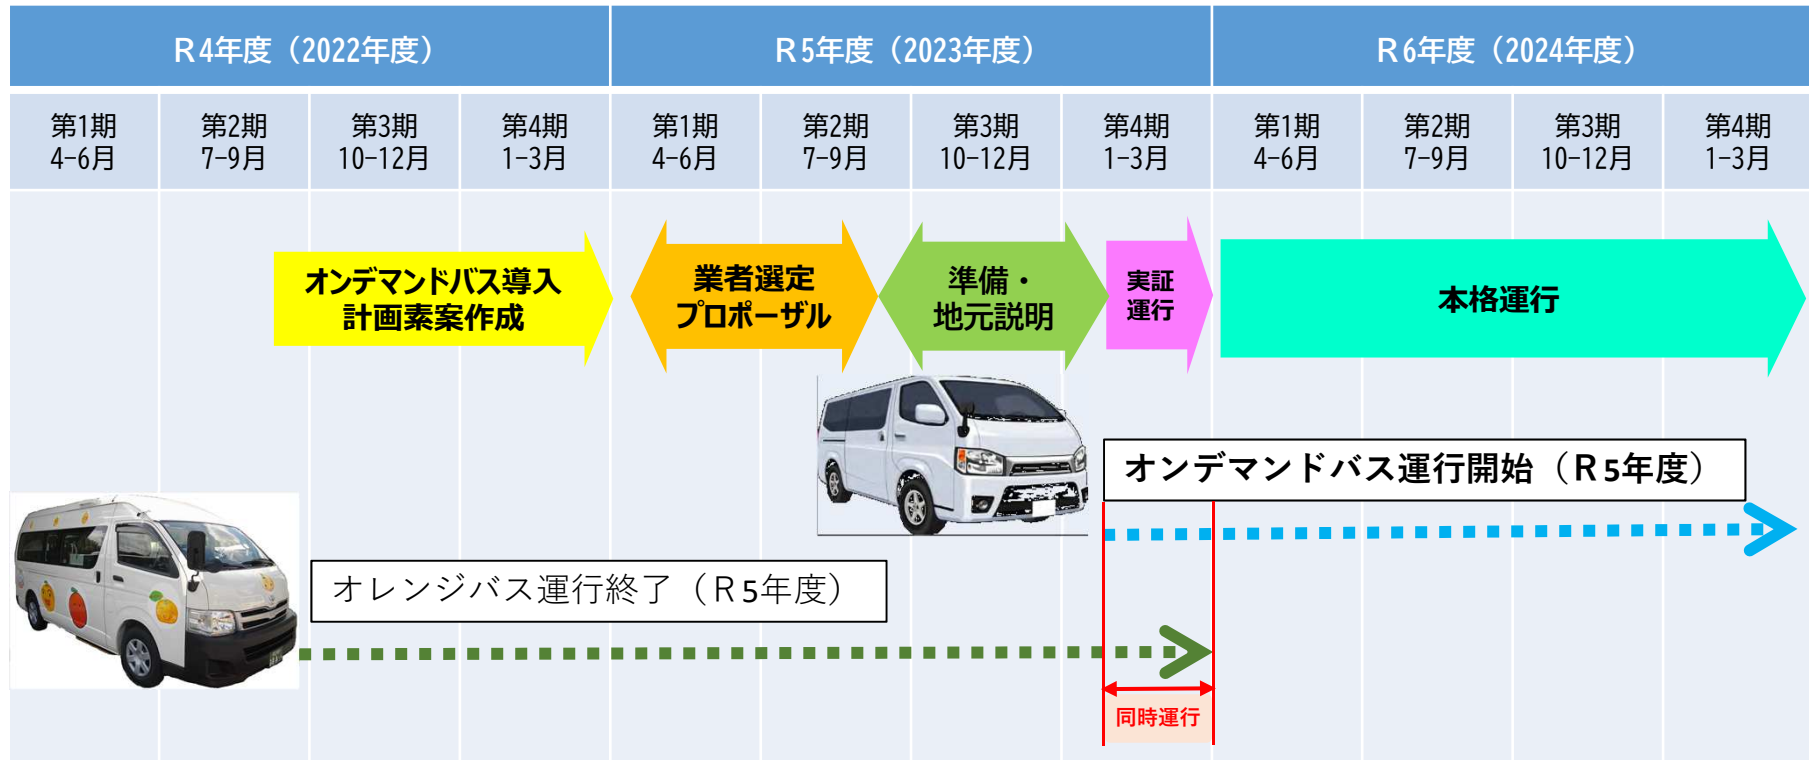 R4年度（2022年度）
R5年度（2023年度）
R6年度（2024年度）
第1期
4-6月
第2期
7-9月
第3期
10-12月
第4期
1-3月
第1期
4-6月
第2期
7-9月
第3期
10-12月
第4期
1-3月
第1期
4-6月
第2期
7-9月
第3期
10-12月
第4期
1-3月
オンデマンドバス導入
計画素案作成
業者選定
プロポーザル
準備・
地元説明
実証
運行
本格運行
オンデマンドバス運行開始（R5年度）
オレンジバス運行終了（R5年度）
同時運行